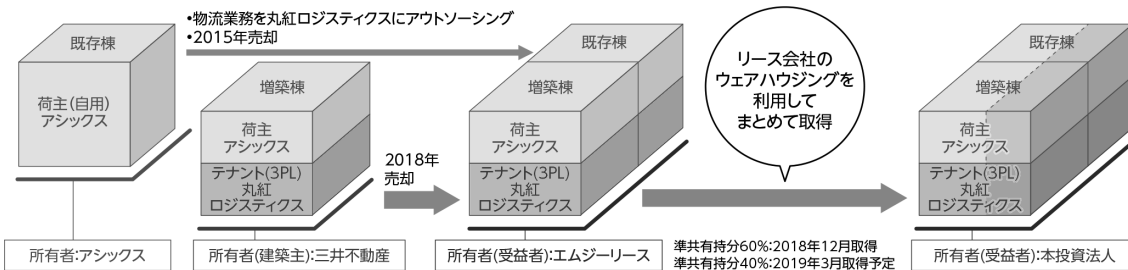 •物流業務を丸紅ロジスティクスにアウトソーシング
•2015年売却
既存棟
荷主(自用)
アシックス
所有者:アシックス
増築棟
荷主
アシックス
テナント(3PL)
丸紅
ロジスティクス
所有者(建築主):三井不動産
2018年
売却
既存棟
増築棟
荷主
アシックス
テナント(3PL)
丸紅
ロジスティクス
所有者(受益者):エムジーリース
リース会社の
ウェアハウジングを
利用して
まとめて取得
準共有持分60%:2018年12月取得
準共有持分40%:2019年3月取得予定
既存棟
増築棟
荷主
アシックス
テナント(3PL)
丸紅
ロジスティクス
所有者(受益者):本投資法人